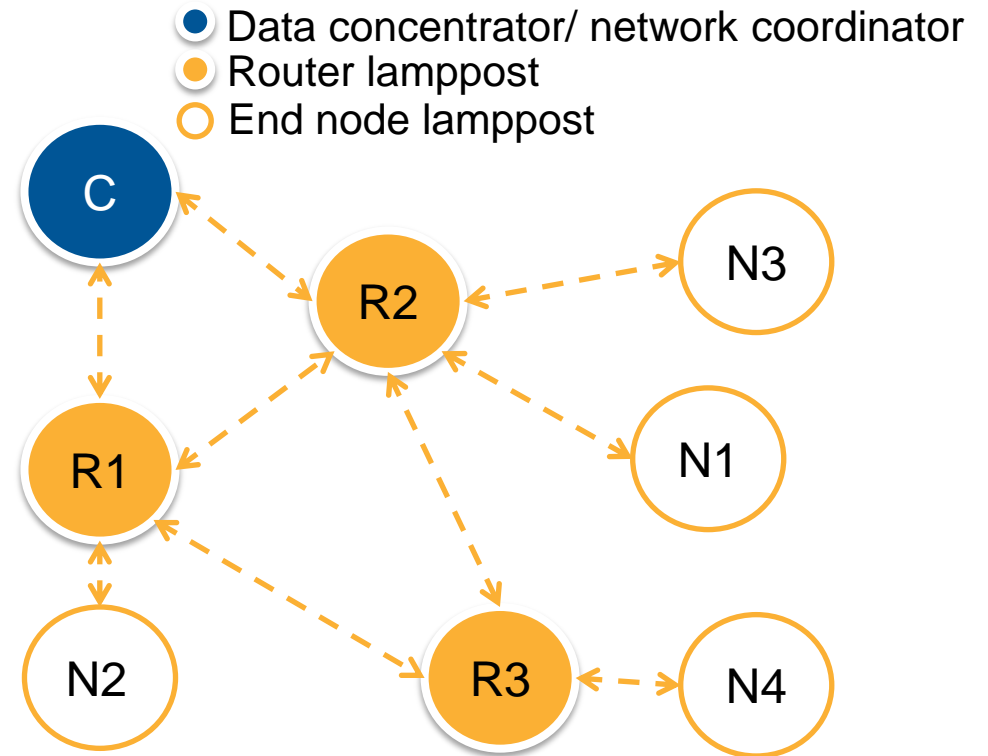 Data concentrator/ network coordinator
Router lamppost
End node lamppost
C
R2
N3
R1
N1
N2
R3
N4